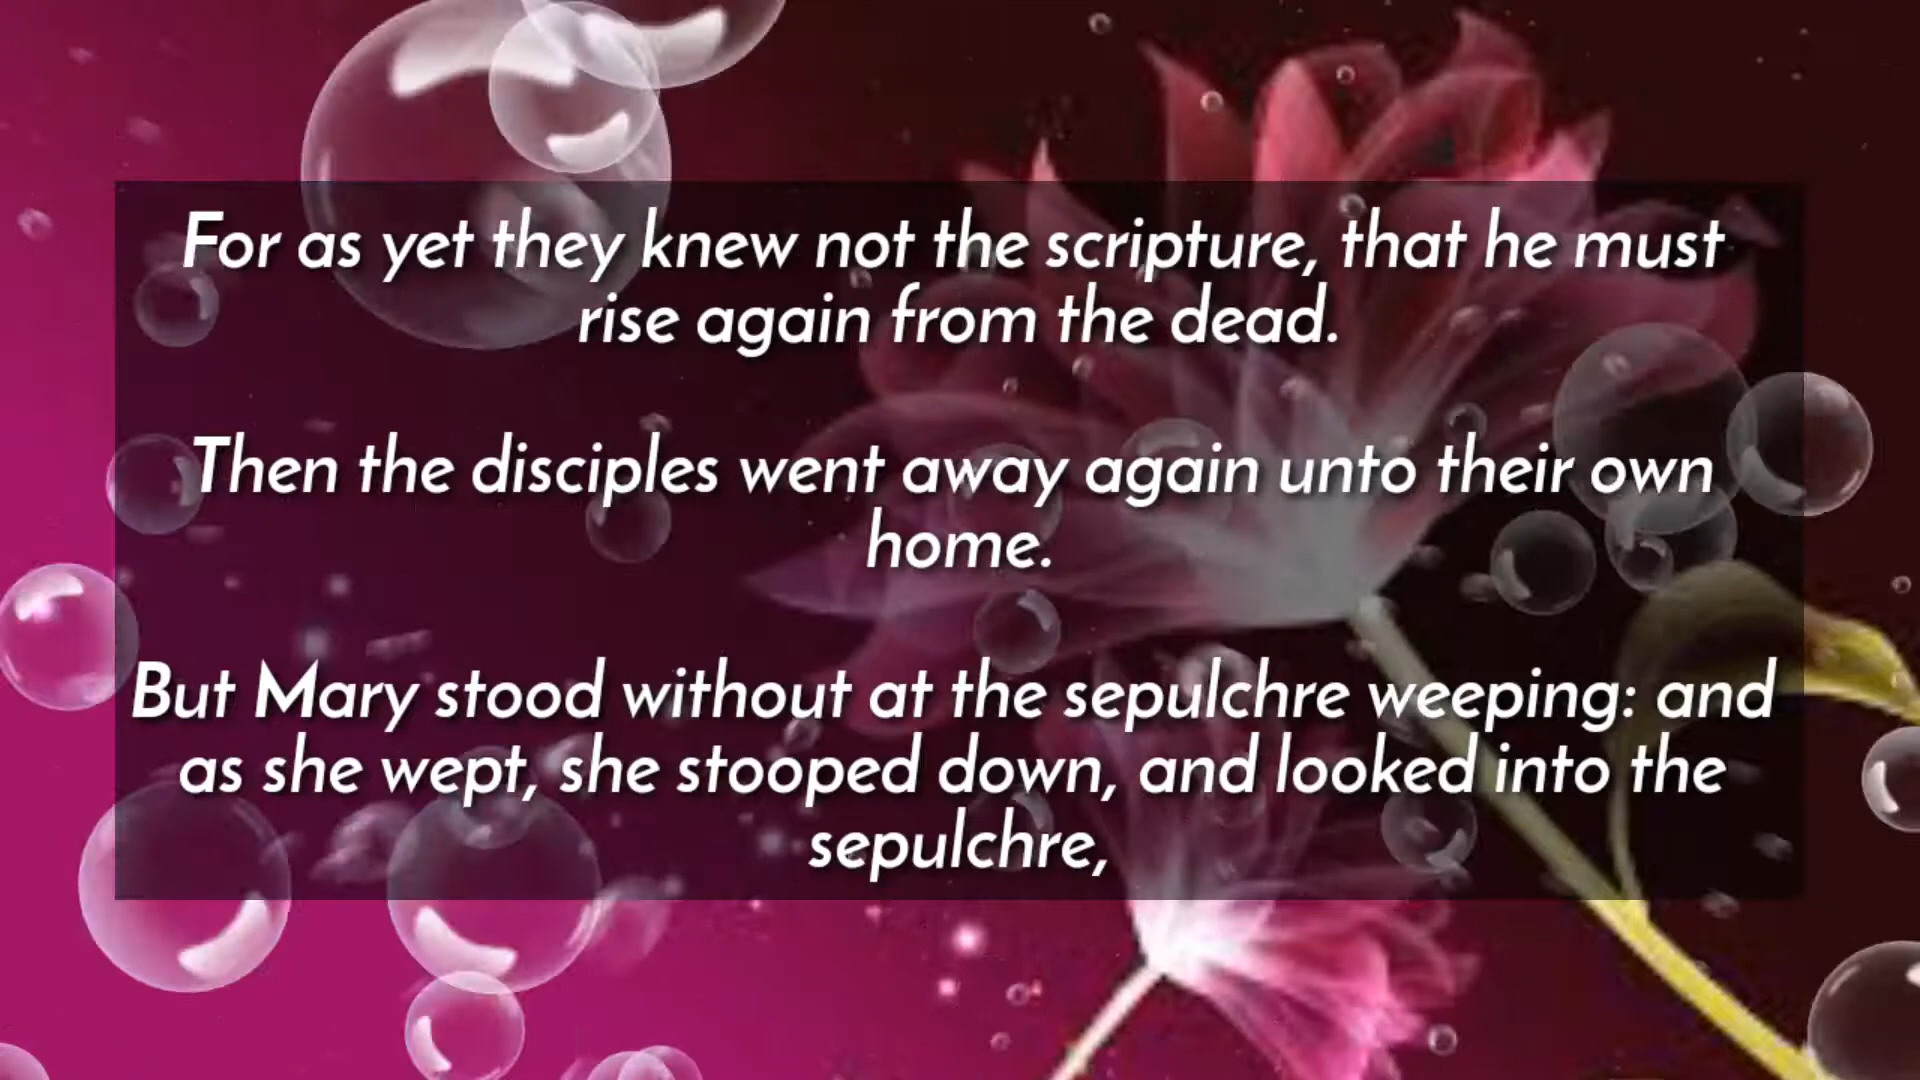 For as yet they knew not the scripture, that he must
rise again from the dead.
Then the disciples went away again unto their own
home.
But Mary stood without at the sepulchre weeping: and
as she wept, she stooped down, and looked into the
sepulchre,